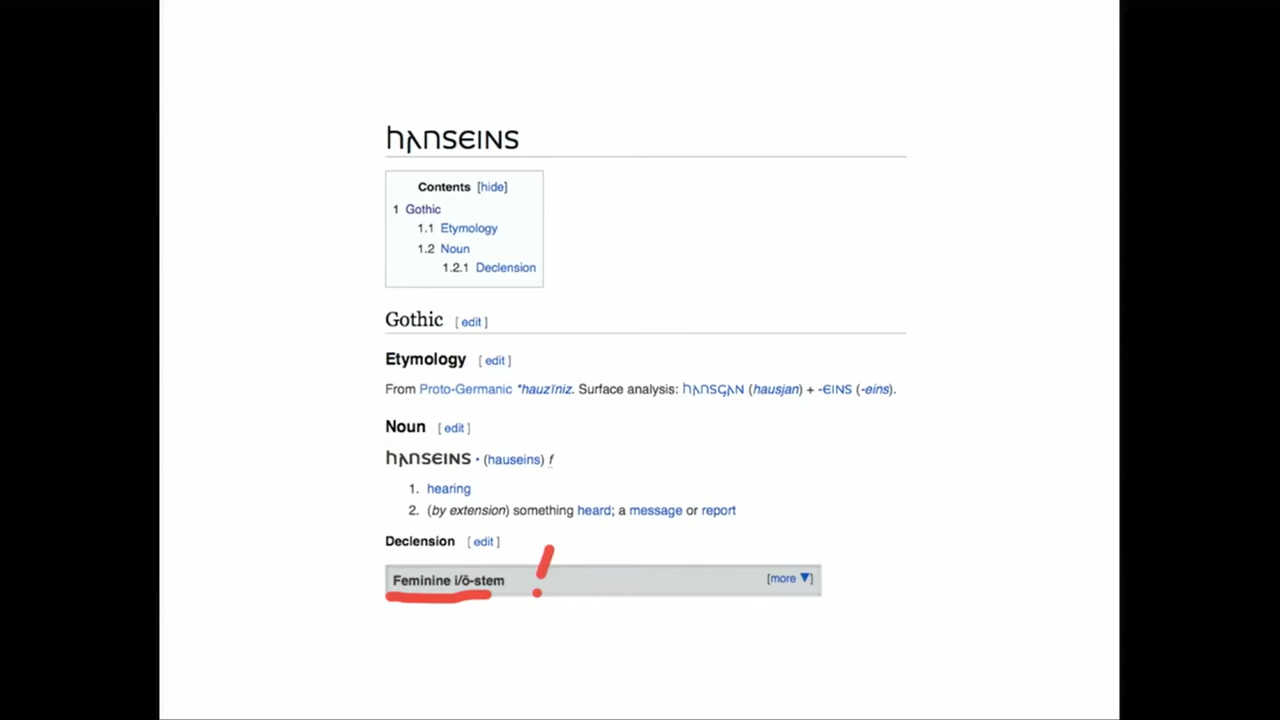 𐌷𐌰𐌿𐍃𐌴𐌹𐌽𐍃
Contents [hide]
1 Gothic
1.1 Etymology
1.2 Noun
1.2.1 Declension
Gothic [ edit ]
Etymology [ edit ]
From Proto-Germanic *hauzīniz. Surface analysis: 𐌷𐌰𐌿𐍃𐌾𐌰𐌽 (hausjan) + -𐌴𐌹𐌽𐍃 (-eins).
Noun [ edit ]
𐌷𐌰𐌿𐍃𐌴𐌹𐌽𐍃 • (hauseins) f
1. hearing
2. (by extension) something heard; a message or report
Declension [ edit ]
Feminine i/ō-stem ! [more ▼]